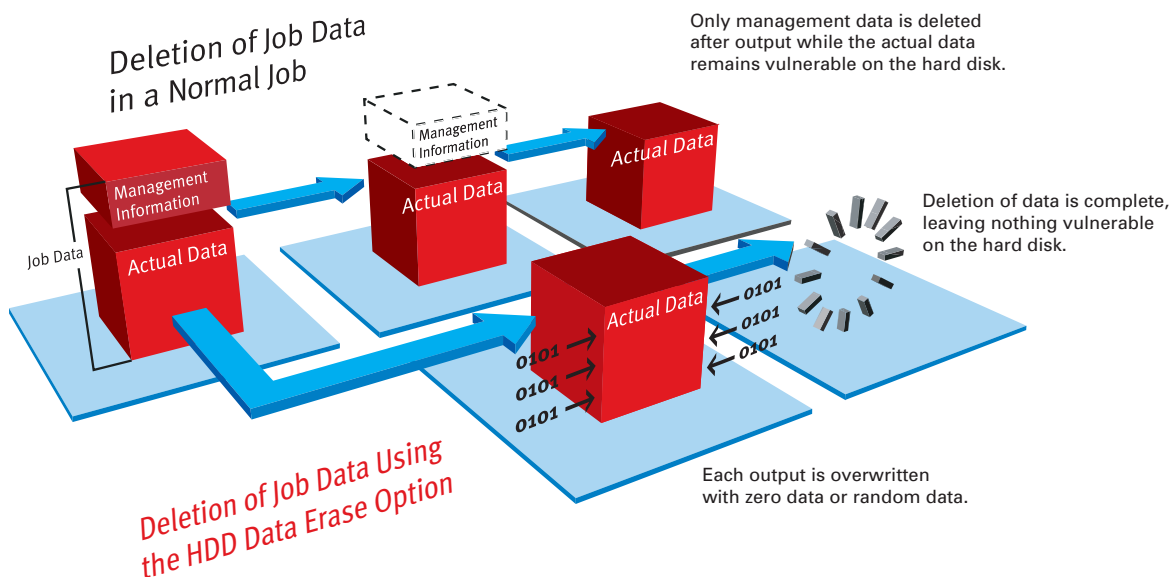 Deletion of Job Data
in a Normal Job
Only management data is deleted
after output while the actual data
remains vulnerable on the hard disk.
Management
Information
Actual Data
Job Data
Management
Information
Actual Data
Actual Data
Deletion of data is complete,
leaving nothing vulnerable
on the hard disk.
Actual Data
0101
0101
0101
0101
0101
0101
Each output is overwritten
with zero data or random data.
Deletion of Job Data Using
the HDD Data Erase Option